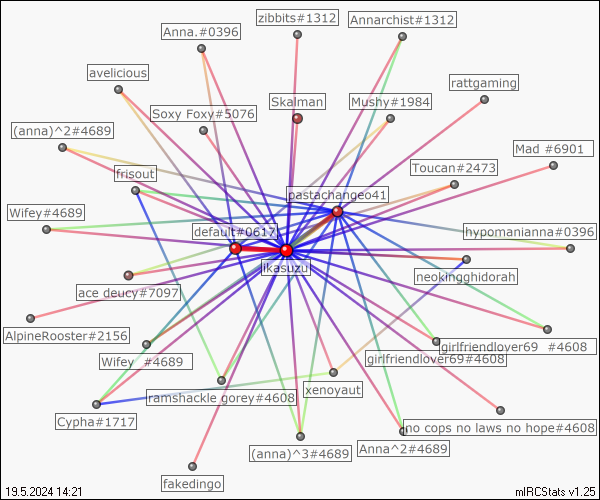 zibbits#1312
Annarchist#1312
Anna.#0396
avelicious
rattgaming
Skalman
Mushy#1984
Soxy Foxy#5076
(anna)^2#4689
Mad #6901
Toucan#2473
frisout
pastachangeo41
Wifey#4689
default#0617
hypomanianna#0396
ikasuzu
neokingghidorah
ace deucy#7097
AlpineRooster#2156
girlfriendlover69 #4608
girlfriendlover69#4608
Wifey #4689
xenoyaut
ramshackle gorey#4608
Cypha#1717
no cops no laws no hope#4608
Anna^2#4689
(anna)^3#4689
fakedingo
19.5.2024 14:21
mIRCStats v1.25